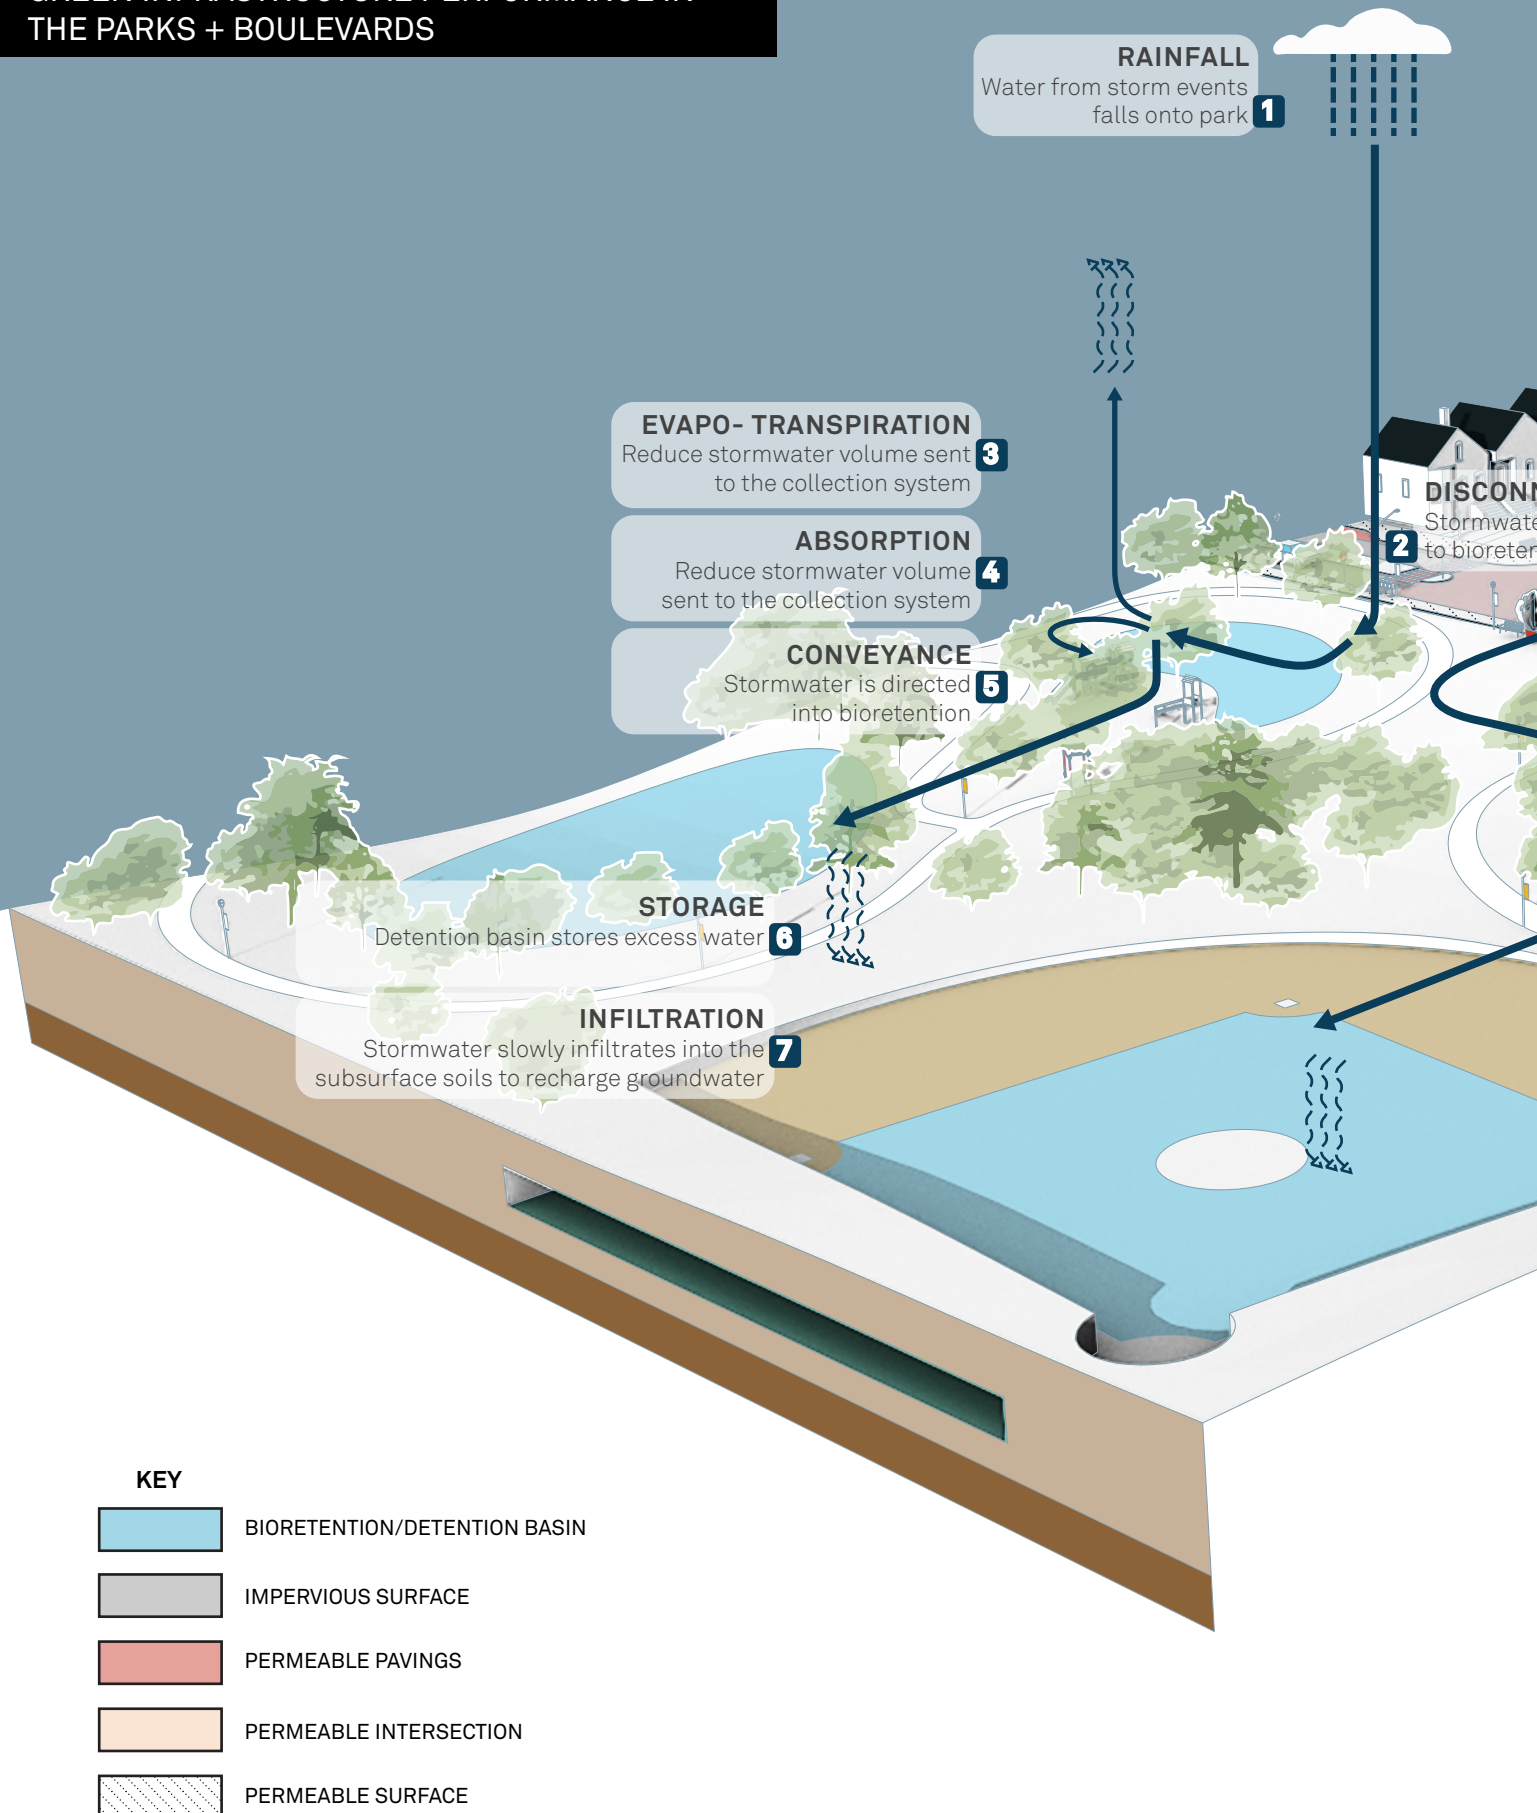 THE PARKS + BOULEVARDS
RAINFALL
Water from storm events
falls onto park
1
EVAPO- TRANSPIRATION
Reduce stormwater volume sent
to the collection system
3
ABSORPTION
Reduce stormwater volume
sent to the collection system
4
CONVEYANCE
Stormwater is directed
into bioretention
5
2
to
STORAGE
Detention basin stores excess water
6
INFILTRATION
Stormwater slowly infiltrates into the
subsurface soils to recharge groundwater
7
KEY
BIORETENTION/DETENTION BASIN
IMPERVIOUS SURFACE
PERMEABLE PAVINGS
PERMEABLE INTERSECTION
PERMEABLE SURFACE